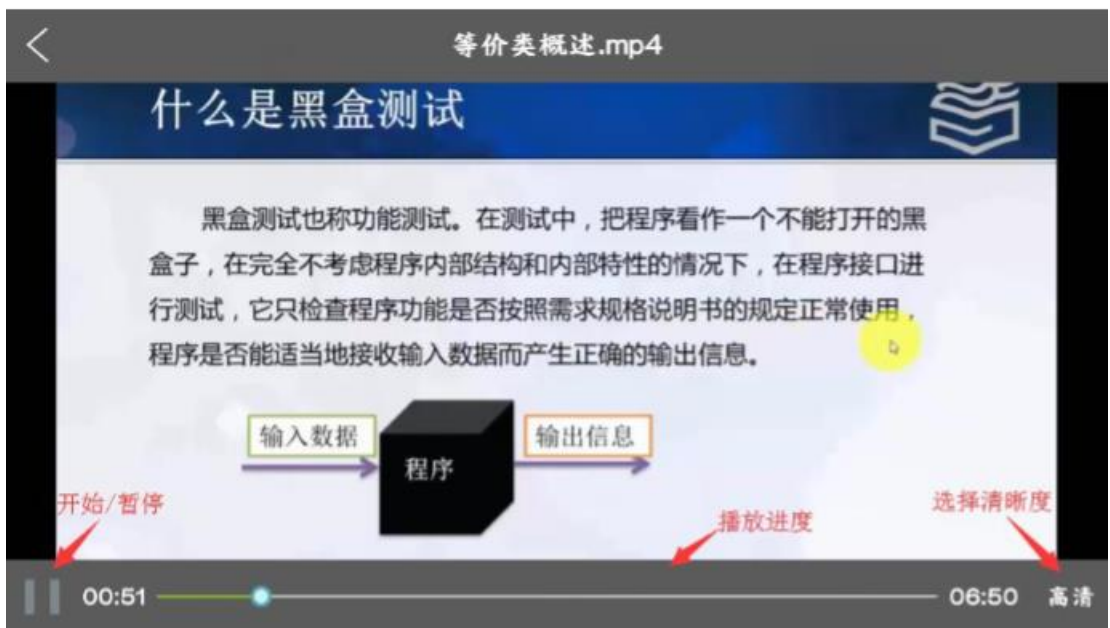 等价类概述.mp4
什么是黑盒测试
黑盒测试也称功能测试。在测试中，把程序看作一个不能打开的黑
盒子，在完全不考虑程序内部结构和内部特性的情况下，在程序接口进
行测试，它只检查程序功能是否按照需求规格说明书的规定正常使用，
程序是否能适当地接收输入数据而产生正确的输出信息。
输入数据
程序
输出信息
开始/暂停
播放进度
选择清晰度
00:51
06:50
高清